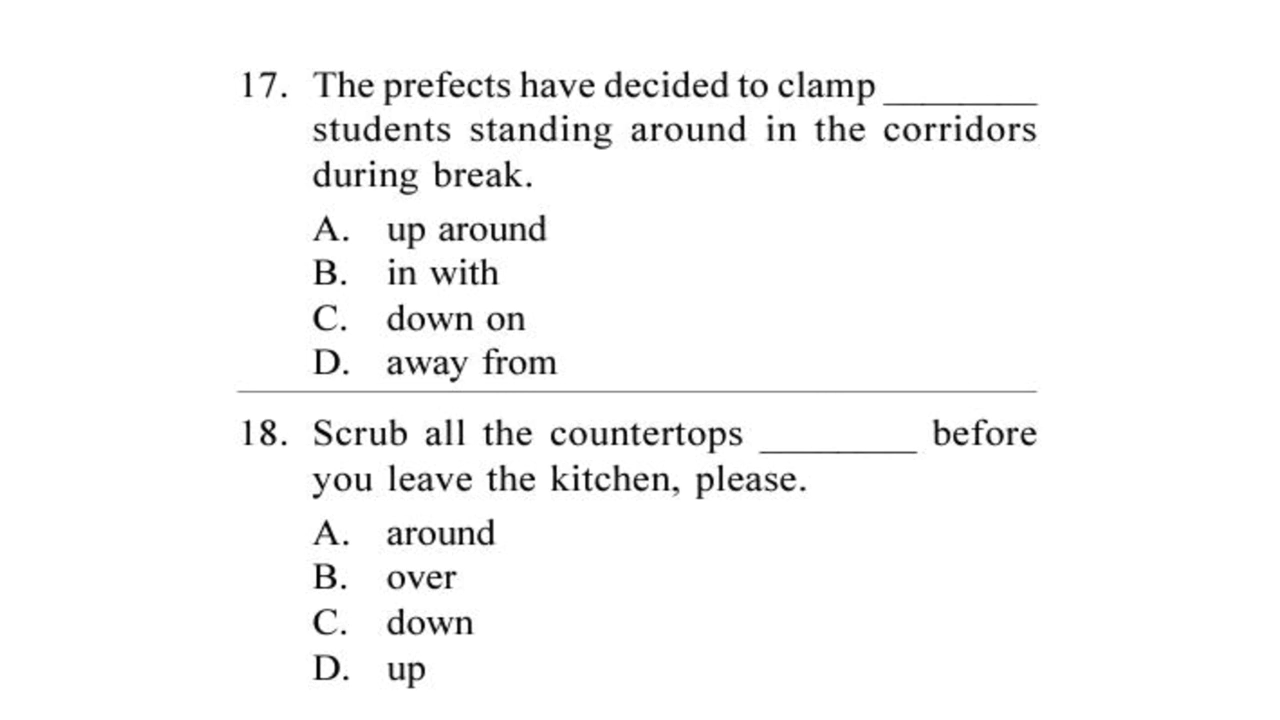 17. The prefects have decided to clamp ________
students standing around in the corridors
during break.
A. up around
B. in with
C. down on
D. away from
18. Scrub all the countertops ________ before
you leave the kitchen, please.
A. around
B. over
C. down
D. up